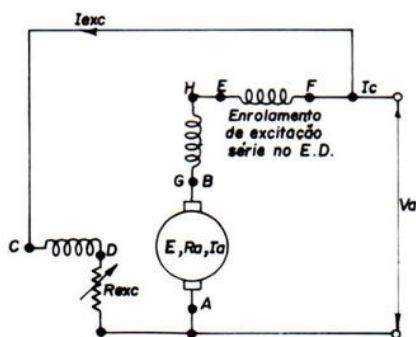 Iexc
H E F Ic
Enrolamento
de excitação
série no E.D.
G B
Va
C D
E, Ra, Ia
Rexc
A